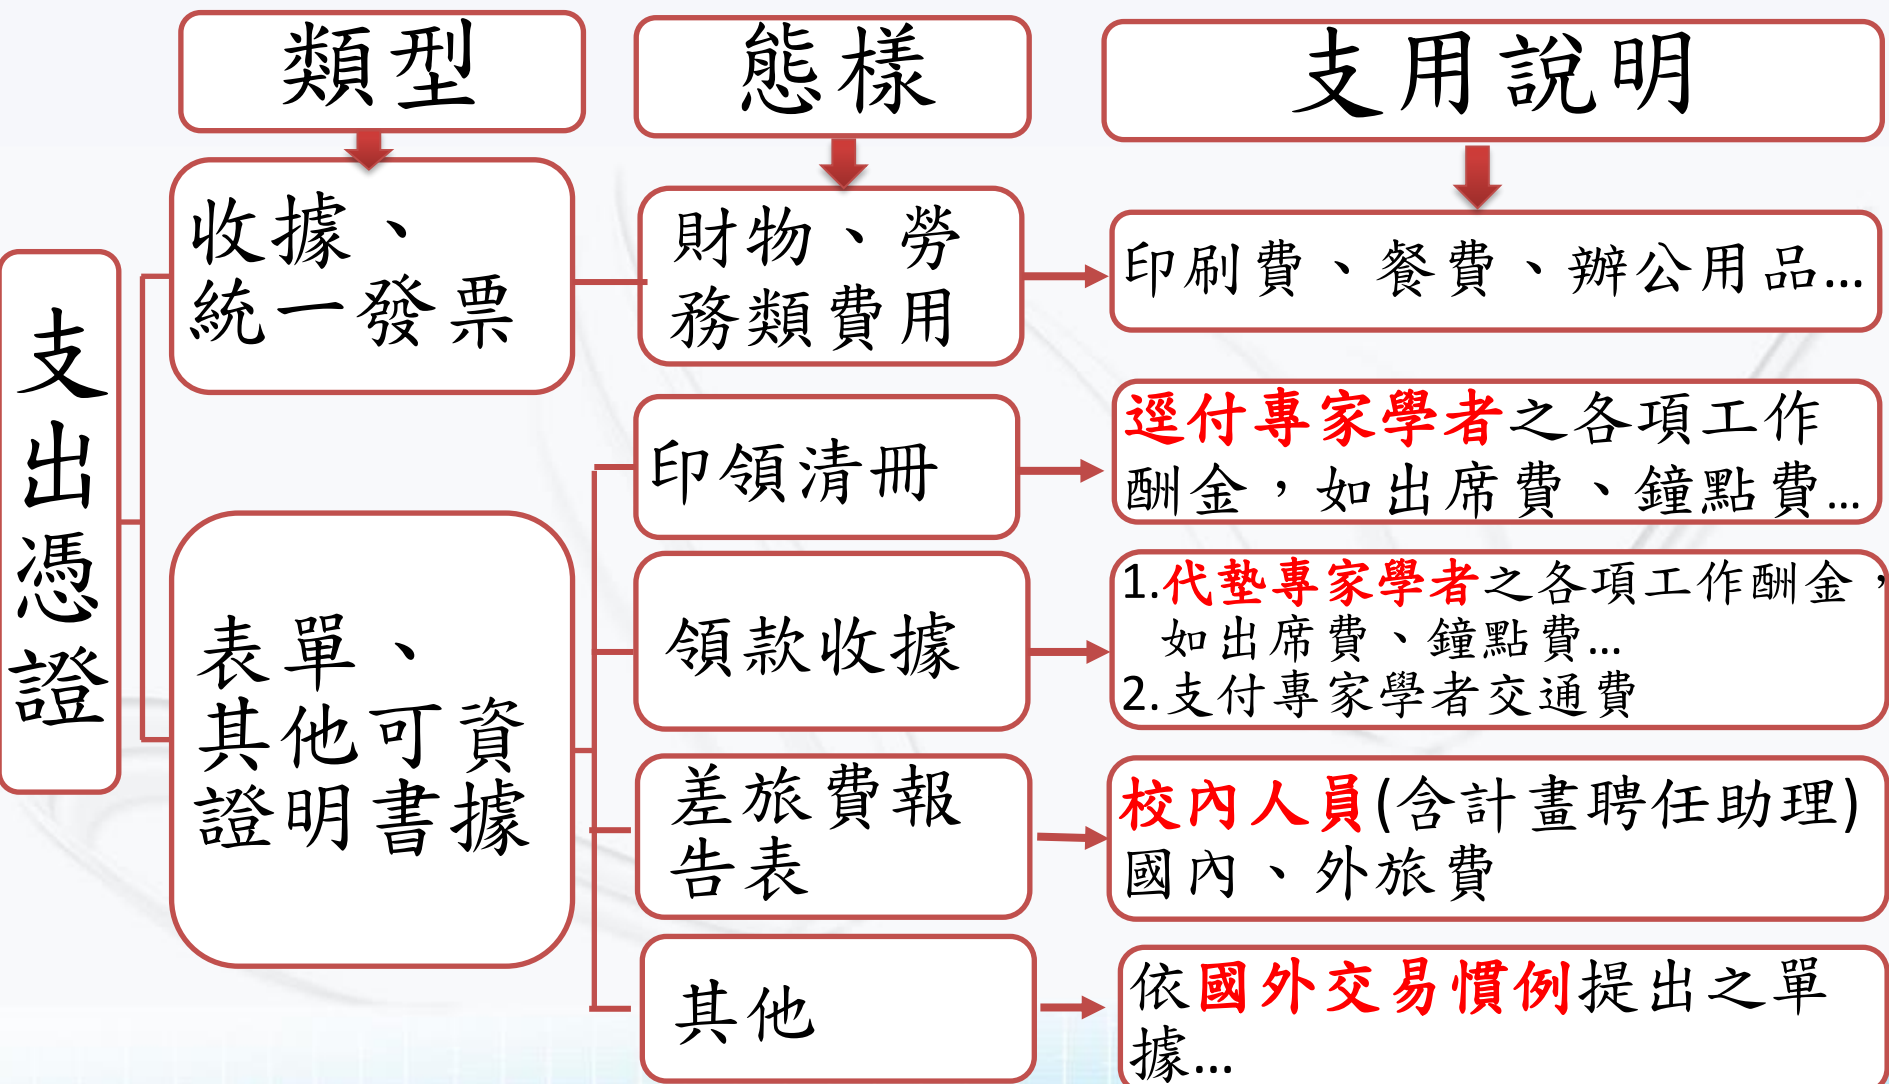 類型
態樣
支用說明
支出憑證
收據、
統一發票
財物、勞
務類費用
印刷費、餐費、辦公用品...
表單、
其他可資
證明書據
印領清冊
逕付專家學者之各項工作
酬金，如出席費、鐘點費...
領款收據
1.代墊專家學者之各項工作酬金，
如出席費、鐘點費...
2.支付專家學者交通費
差旅費報
告表
校內人員(含計畫聘任助理)
國內、外旅費
其他
依國外交易慣例提出之單
據...